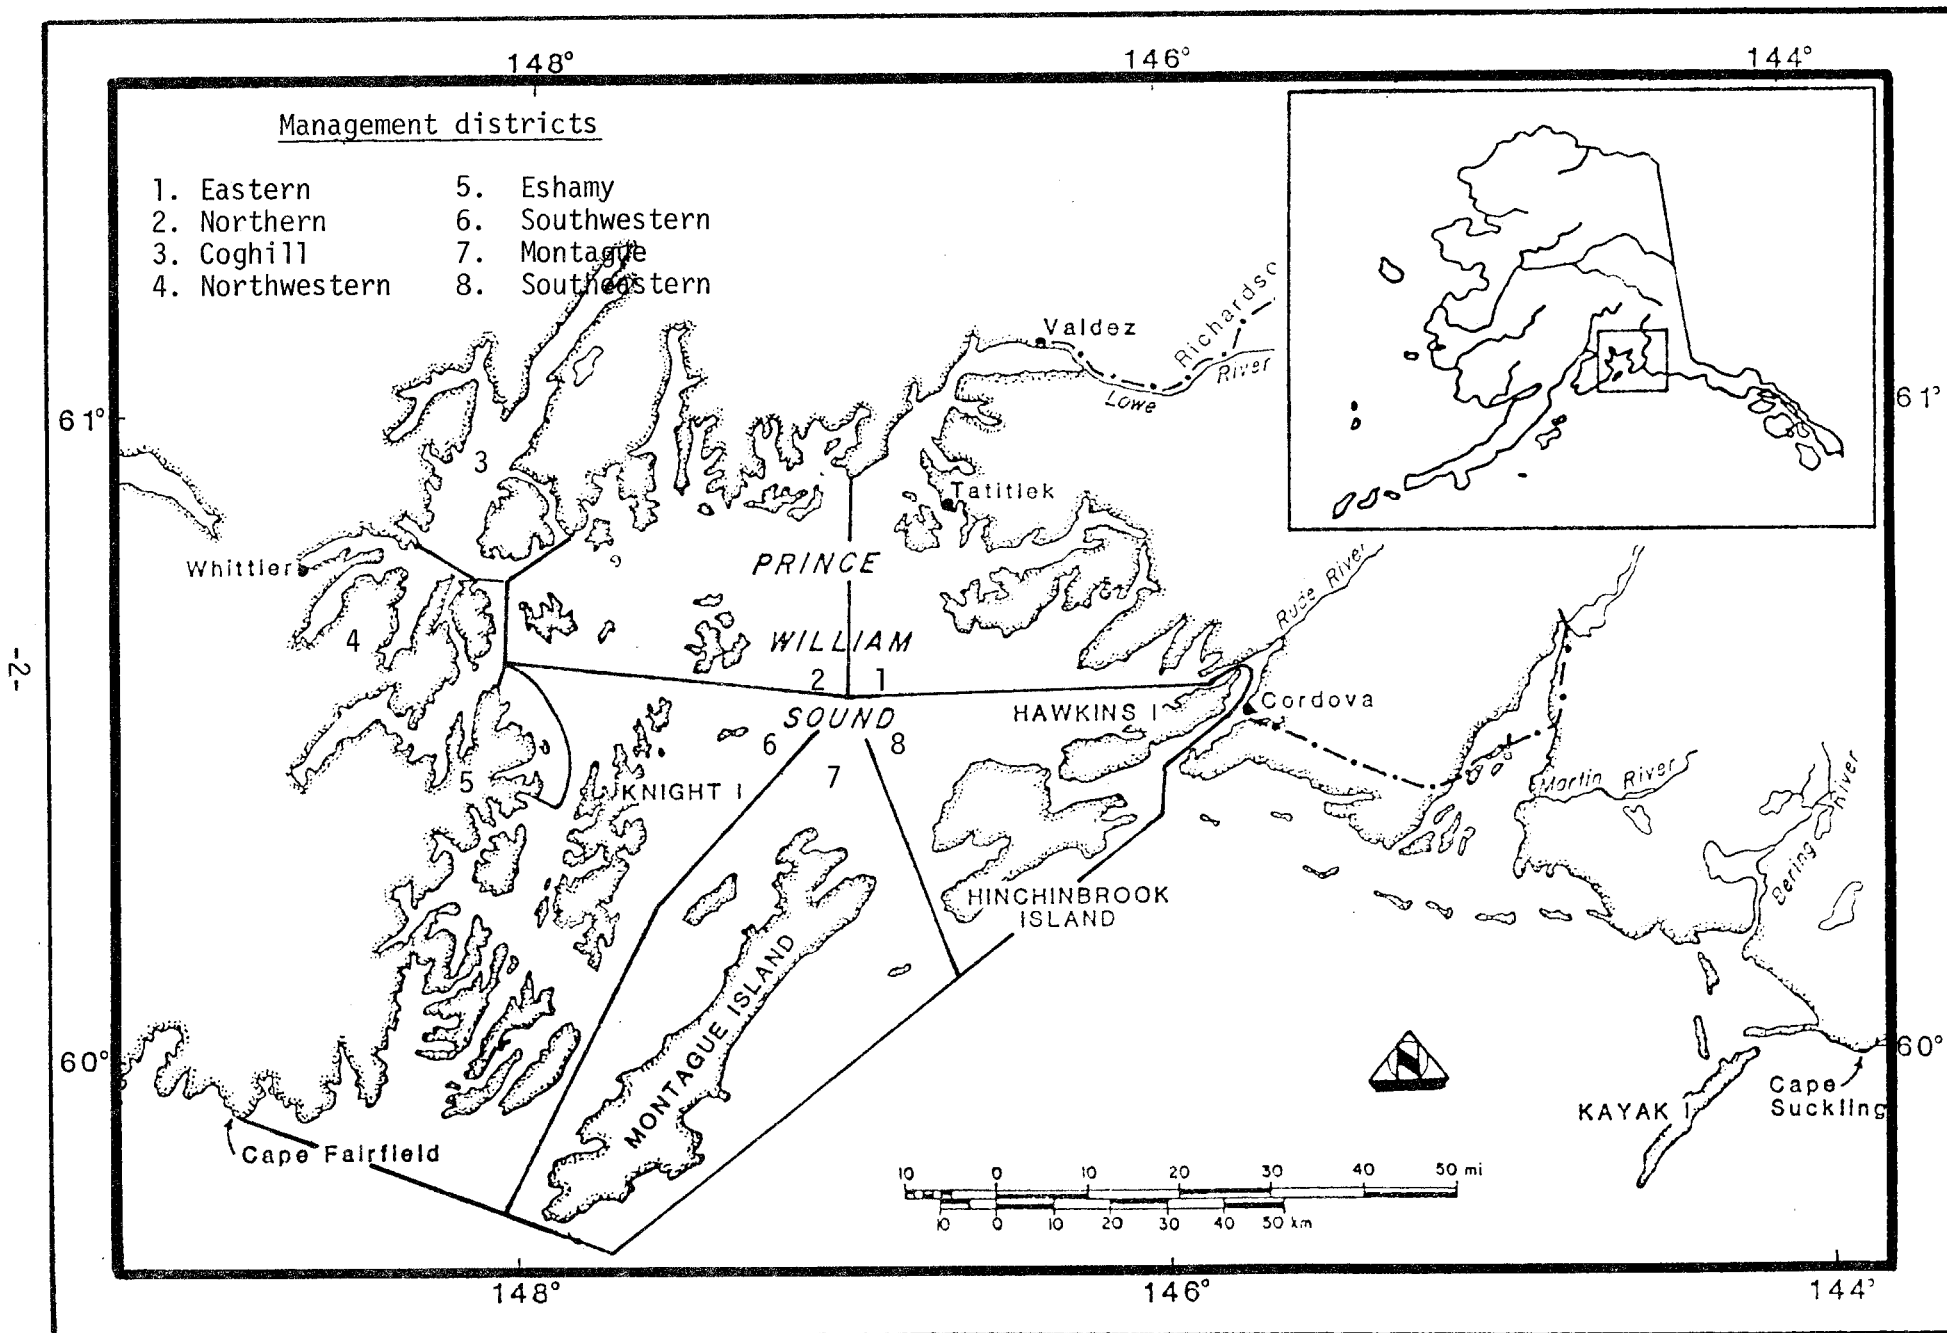 148° 146° 144°
Management districts
1. Eastern 5. Eshamy
2. Northern 6. Southwestern
3. Coghill 7. Montague
4. Northwestern 8. Southeastern
Valdez
Richardso
River
Lowe
61° 61°
3
Tatitlek
Whittier
PRINCE
Rude River
4
WILLIAM
-2-
2 1
HAWKINS I
Cordova
SOUND
6 8
7
5
KNIGHT I
Martin River
Bering River
HINCHINBROOK
ISLAND
MONTAGUE ISLAND
60° 60°
Cape
Suckling
KAYAK I
Cape Fairfield
N
10 0 10 20 30 40 50 mi
10 0 10 20 30 40 50 km
148° 146° 144°